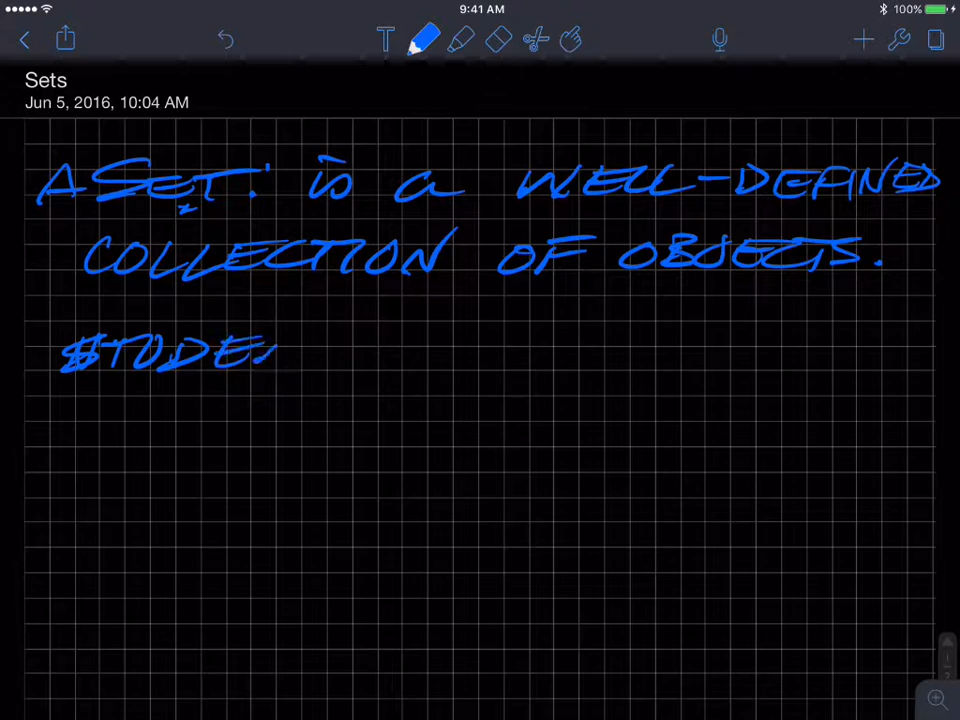 9:41 AM
100%
T
Sets
Jun 5, 2016, 10:04 AM
A SET: is a WELL-DEFINED
COLLECTION OF OBJECTS.